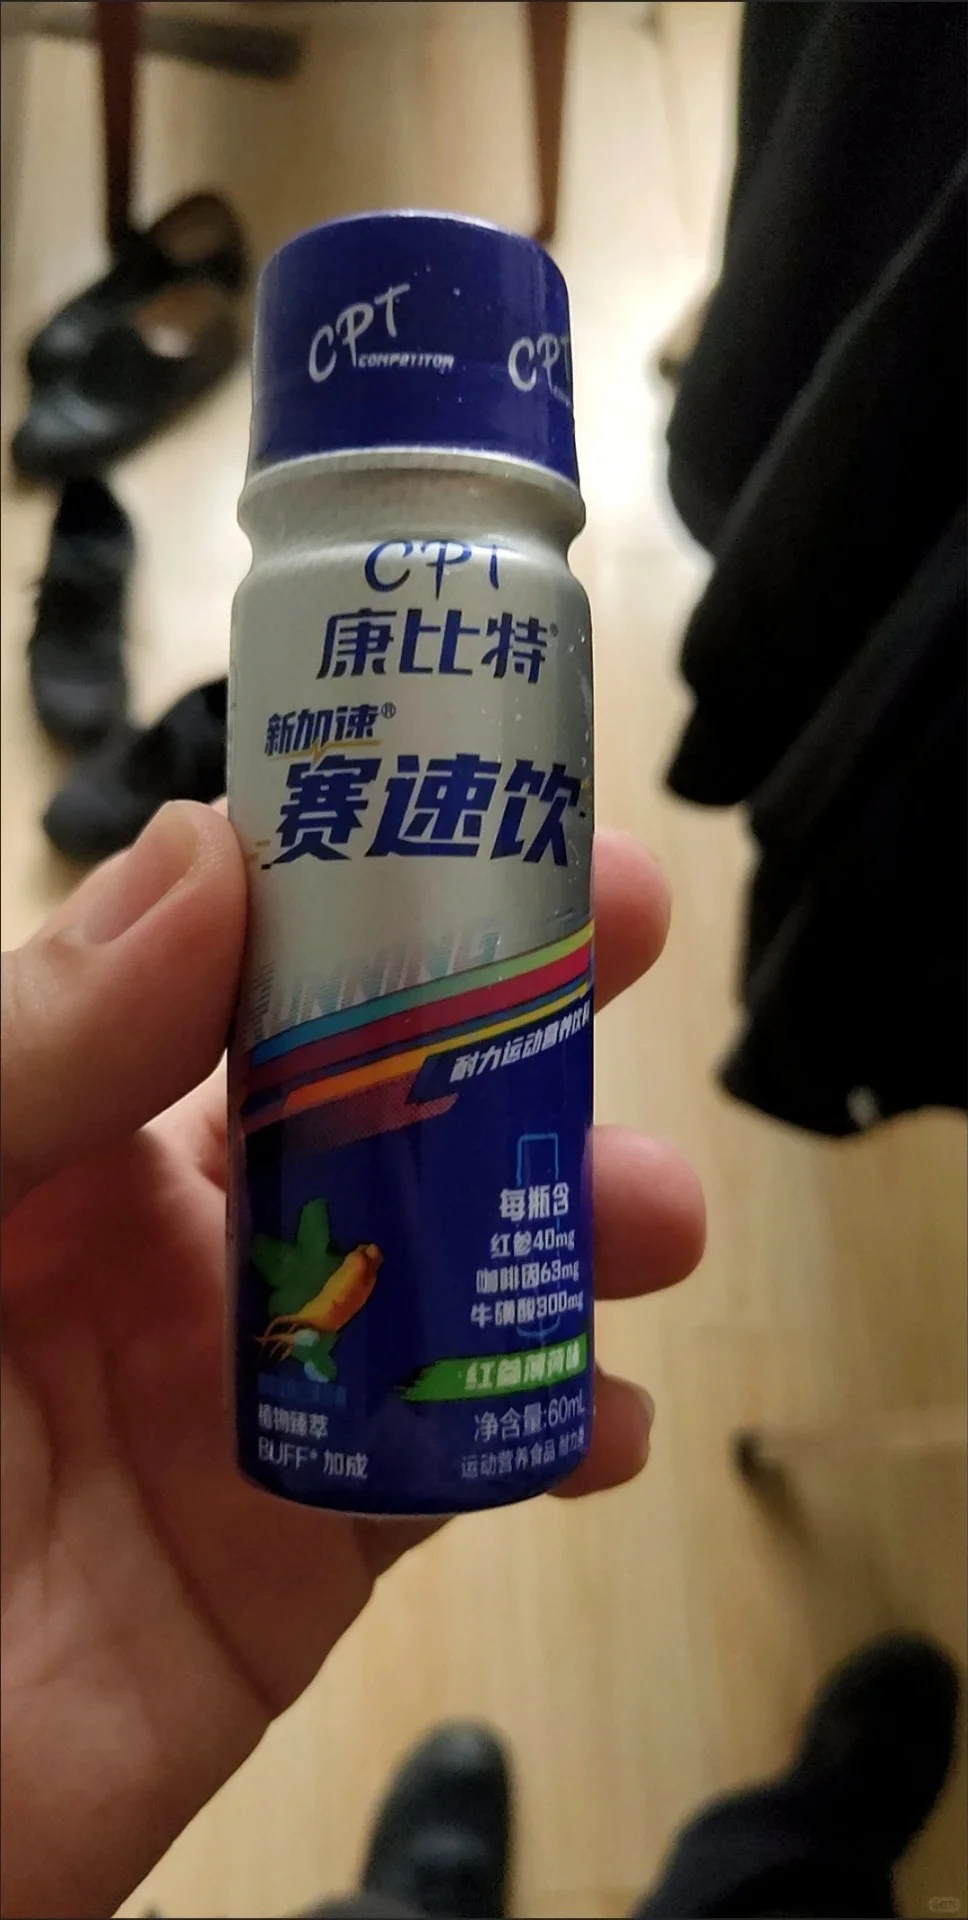 CPT
COMPETITOR
CPT
CPT
康比特®
新加速®
赛速饮
RUNNING
耐力运动营养饮料
每瓶含
红参40mg
咖啡因63mg
牛磺酸300mg
红参薄荷味
植物臻萃
BUFF+加成
净含量:60mL
运动营养食品 耐力类